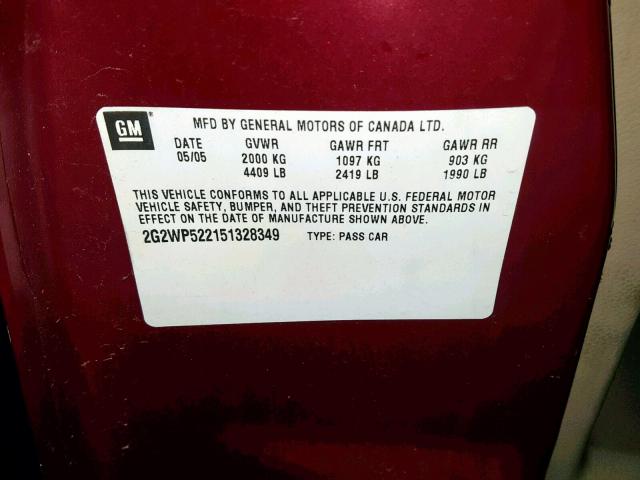 GM® MFD BY GENERAL MOTORS OF CANADA LTD.
DATE GVWR GAWR FRT GAWR RR
05/05 2000 KG 1097 KG 903 KG
4409 LB 2419 LB 1990 LB
THIS VEHICLE CONFORMS TO ALL APPLICABLE U.S. FEDERAL MOTOR
VEHICLE SAFETY, BUMPER, AND THEFT PREVENTION STANDARDS IN
EFFECT ON THE DATE OF MANUFACTURE SHOWN ABOVE.
2G2WP522151328349 TYPE: PASS CAR